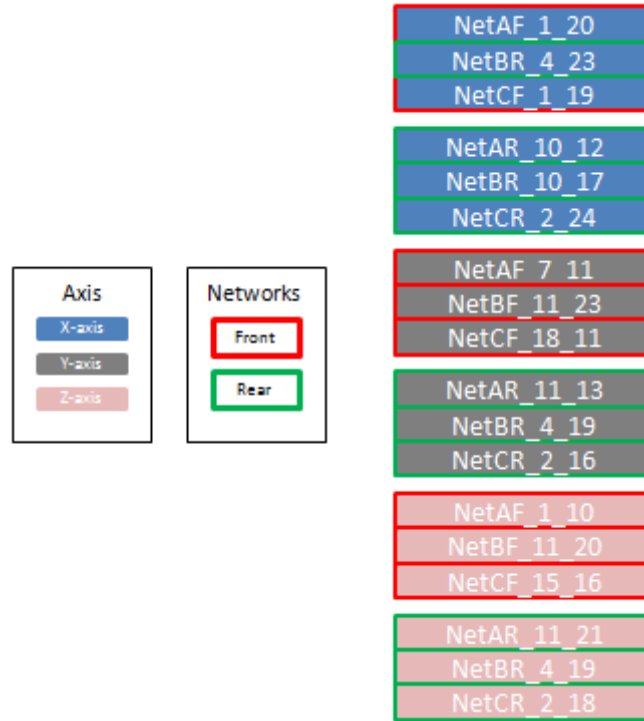 NetAF_1_20
NetBR_4_23
NetCF_1_19
NetAR_10_12
NetBR_10_17
NetCR_2_24
NetAF_7_11
NetBF_11_23
NetCF_18_11
NetAR_11_13
NetBR_4_19
NetCR_2_16
NetAF_1_10
NetBF_11_20
NetCF_15_16
NetAR_11_21
NetBR_4_19
NetCR_2_18
Axis
X-axis
Y-axis
Z-axis
Networks
Front
Rear